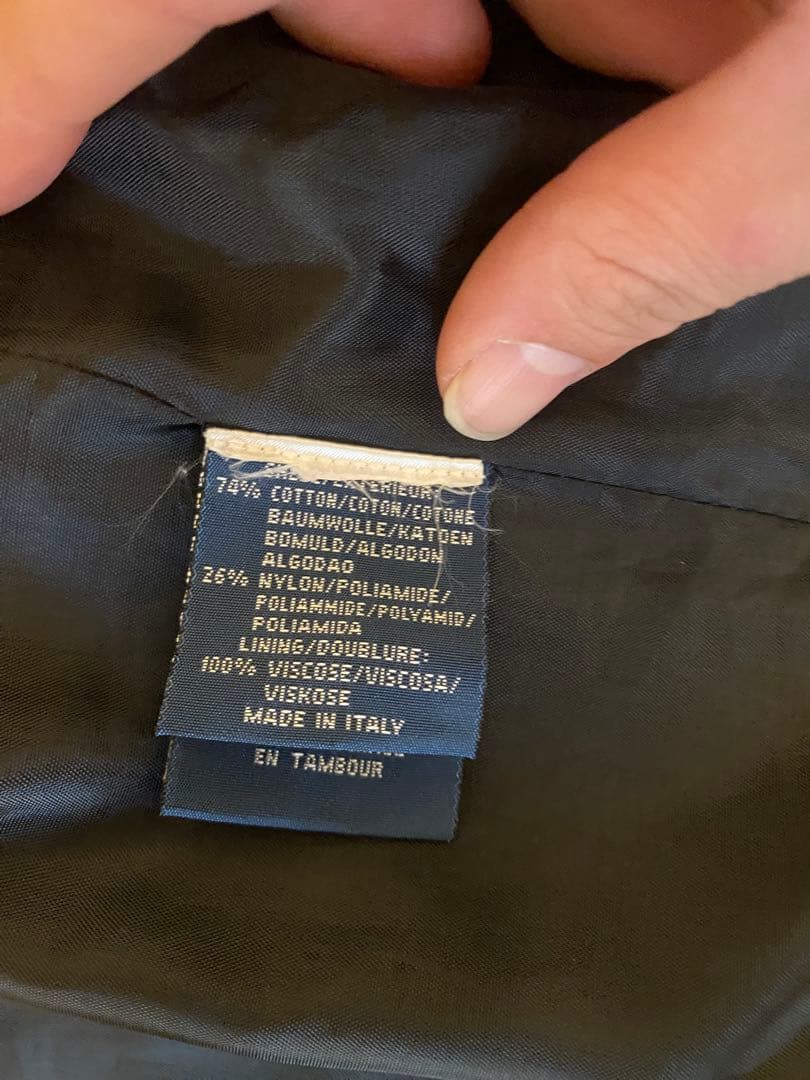 74% COTTON/COTON/COTONE
BAUMWOLLE/KATOEN
BOMULD/ALGODON
ALGODAO
26% NYLON/POLIAMIDE/
POLIAMMIDE/POLYAMID/
POLIAMIDA
LINING/DOUBLURE:
100% VISCOSE/VISCOSA/
VISKOSE
MADE IN ITALY
EN TAMBOUR